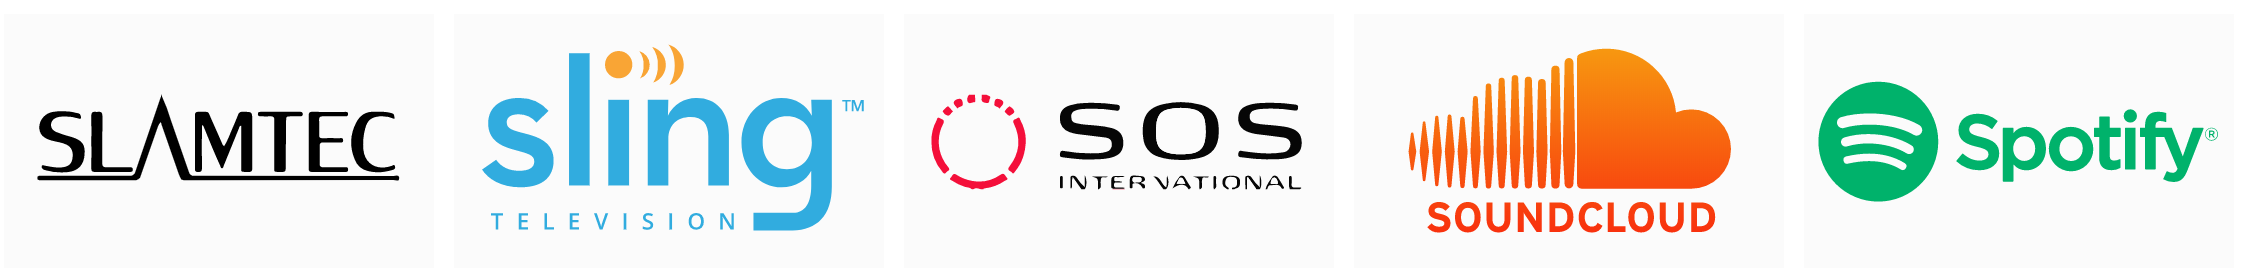 SLAMTEC
sling™
TELEVISION
SOS
INTERNATIONAL
SOUNDCLOUD
Spotify®